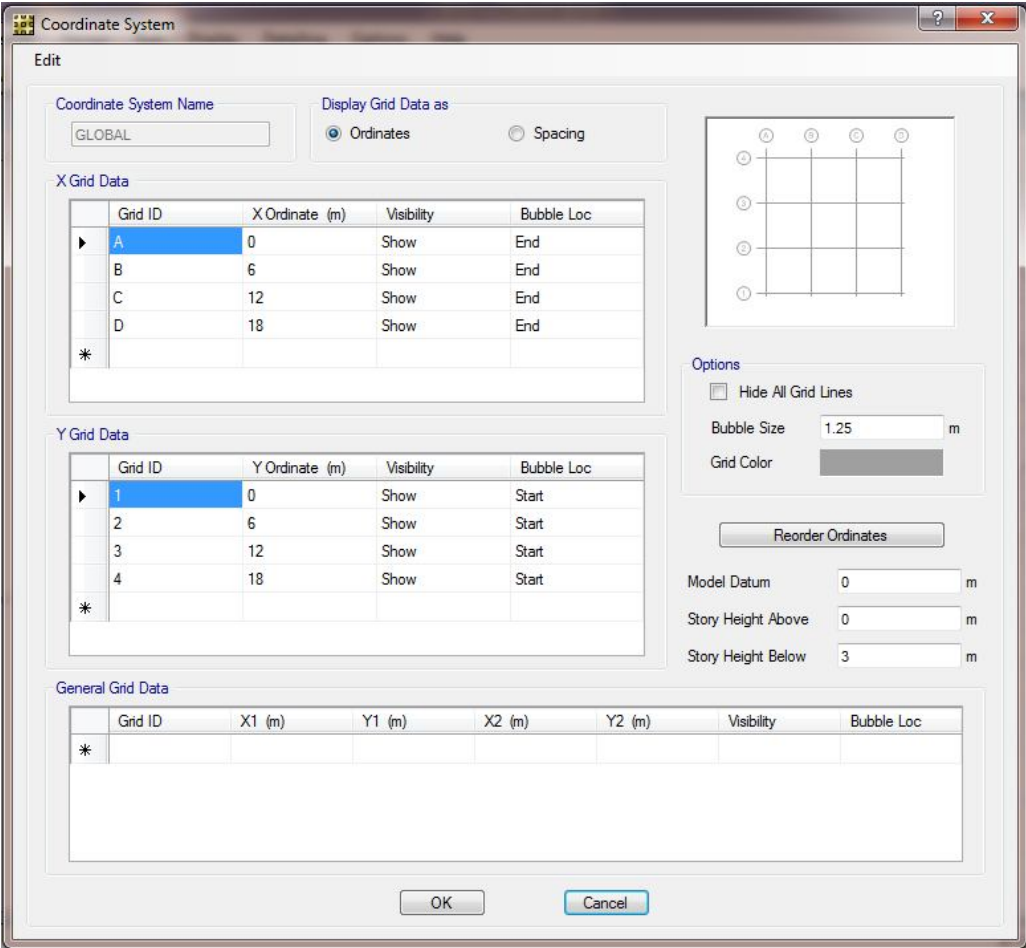 Coordinate System
?
X
Edit
Coordinate System Name
GLOBAL
Display Grid Data as
Ordinates
Spacing
X Grid Data
Grid ID X Ordinate (m) Visibility Bubble Loc
A 0 Show End
B 6 Show End
C 12 Show End
D 18 Show End
*
A B C D
4
3
2
1
Options
Hide All Grid Lines
Bubble Size 1.25 m
Grid Color
Y Grid Data
Grid ID Y Ordinate (m) Visibility Bubble Loc
1 0 Show Start
2 6 Show Start
3 12 Show Start
4 18 Show Start
*
Reorder Ordinates
Model Datum 0 m
Story Height Above 0 m
Story Height Below 3 m
General Grid Data
Grid ID X1 (m) Y1 (m) X2 (m) Y2 (m) Visibility Bubble Loc
*
OK
Cancel